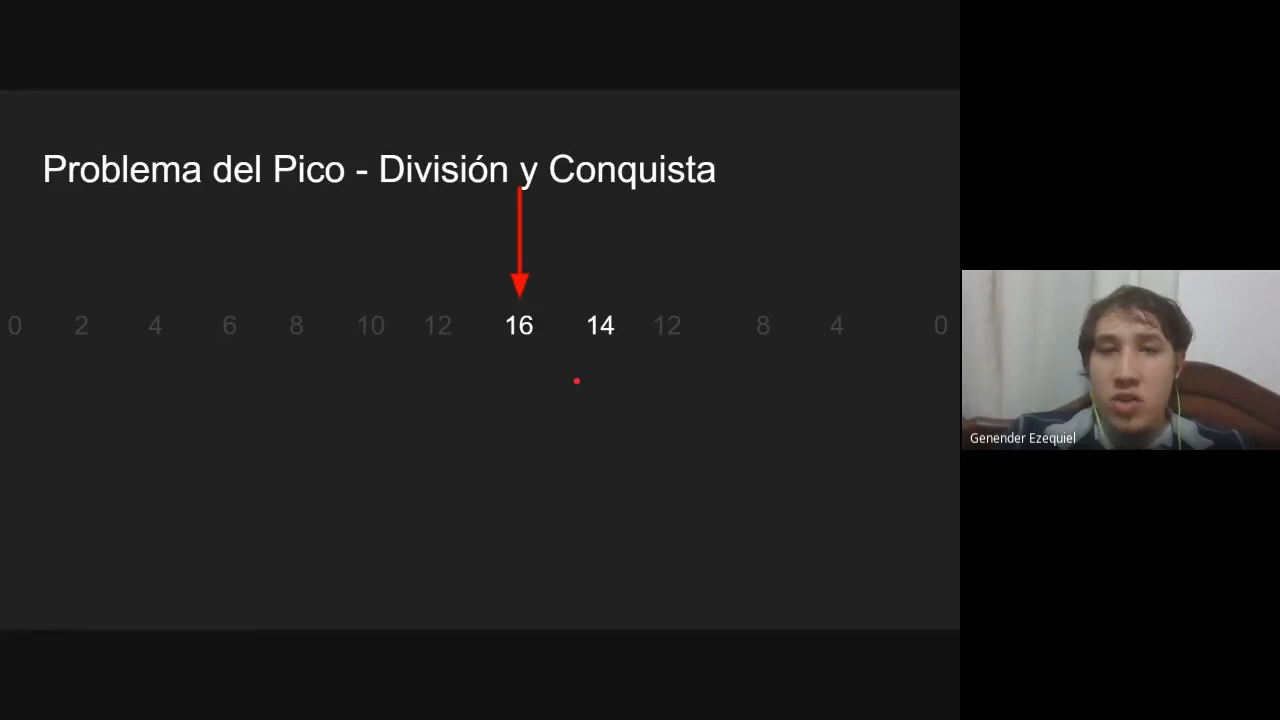 Problema del Pico - División y Conquista
0 2 4 6 8 10 12 16 14 12 8 4 0
Genender Ezequiel